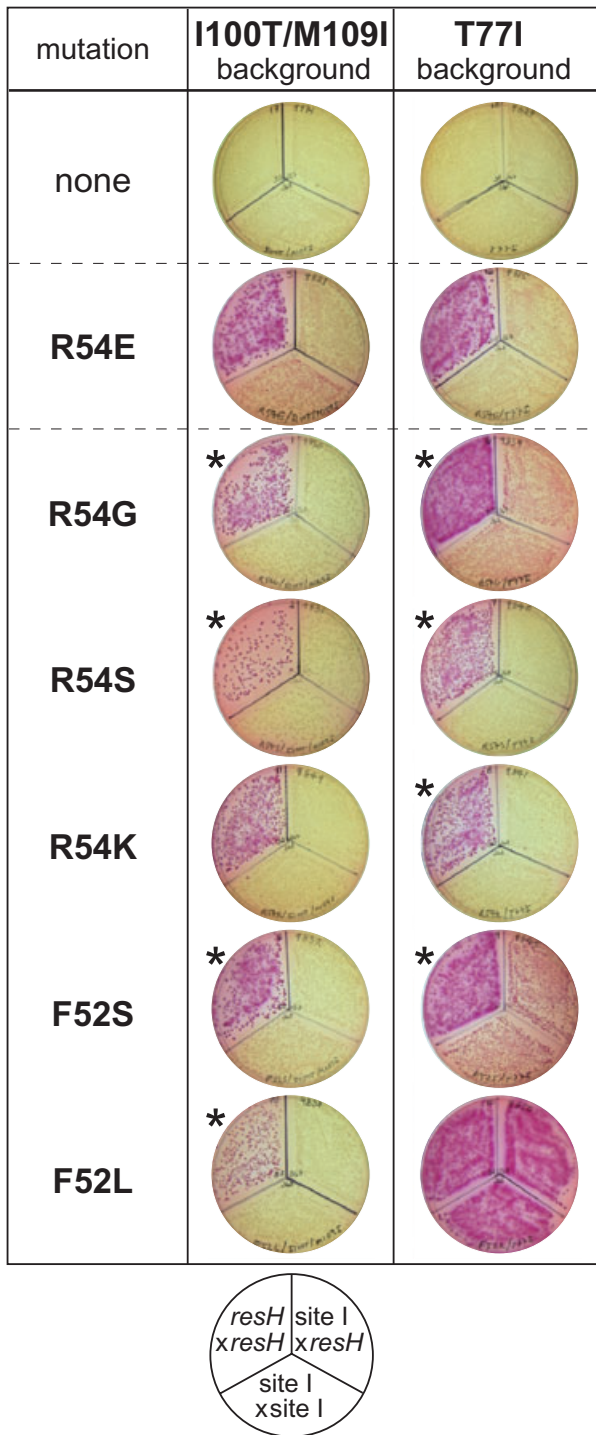 mutation
I100T/M109I
background
T77I
background
none
R54E
*
*
R54G
*
*
R54S
*
R54K
*
*
F52S
*
F52L
resH
xresH
site I
xresH
site I
xsite I